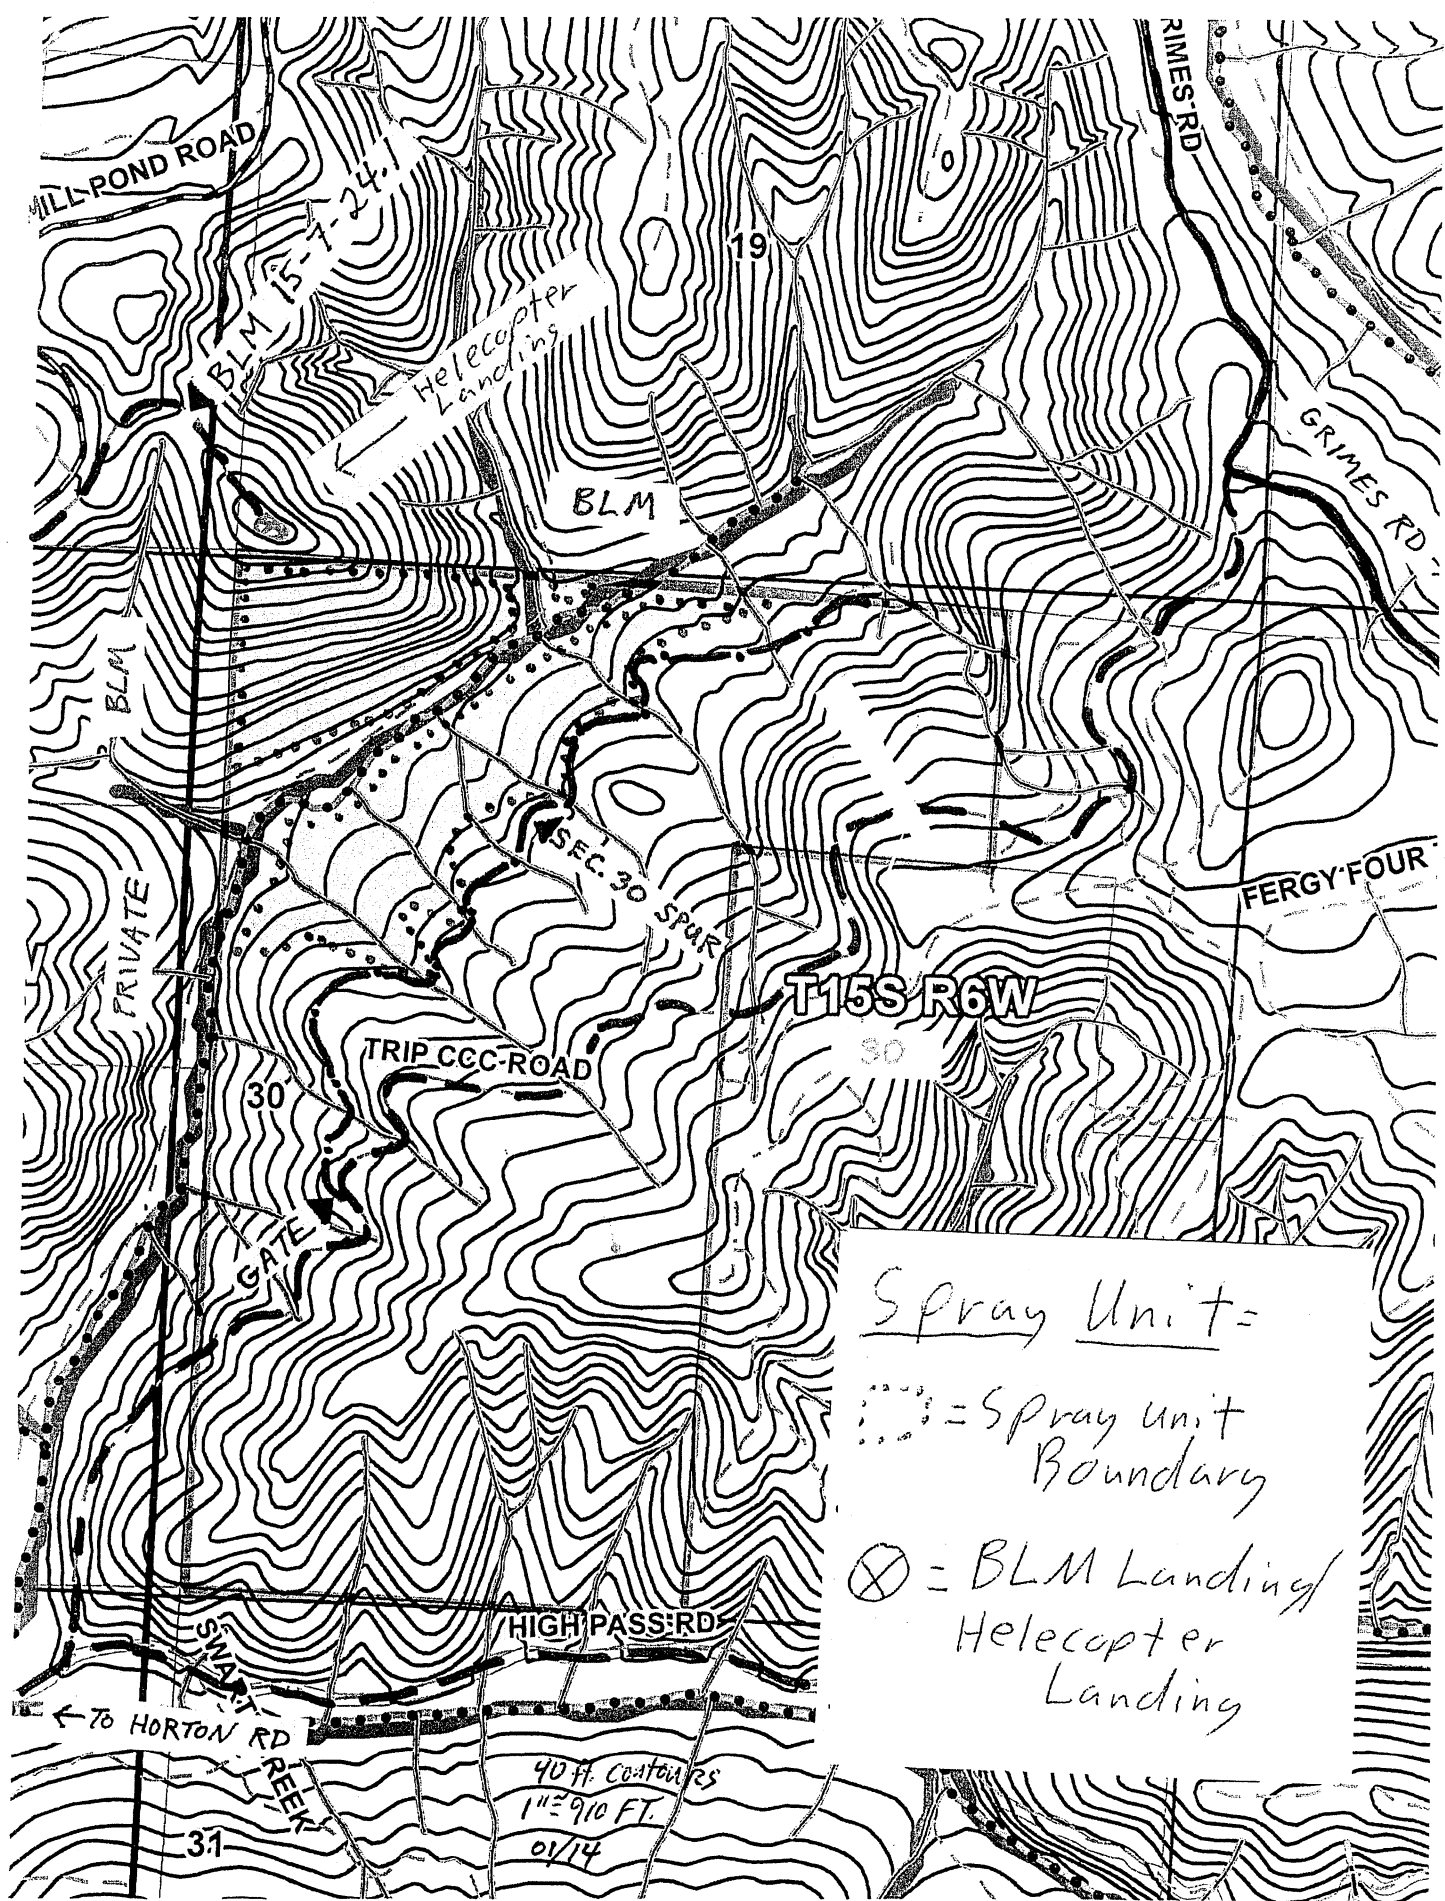 RIMES RD
MILL POND ROAD
BLM 15-7-24.1
19
Helecopter
Landing
GRIMES RD
BLM
BLM
SEC. 30 SPUR
FERGY FOUR
PRIVATE
T15S R6W
30
TRIP CCC ROAD
30
GATE
Spray Unit=
= Spray unit
Boundary
= BLM Landing/
Helecopter
Landing
HIGH PASS RD
← TO HORTON RD
40 ft. contours
1"=910 FT.
01/14
31